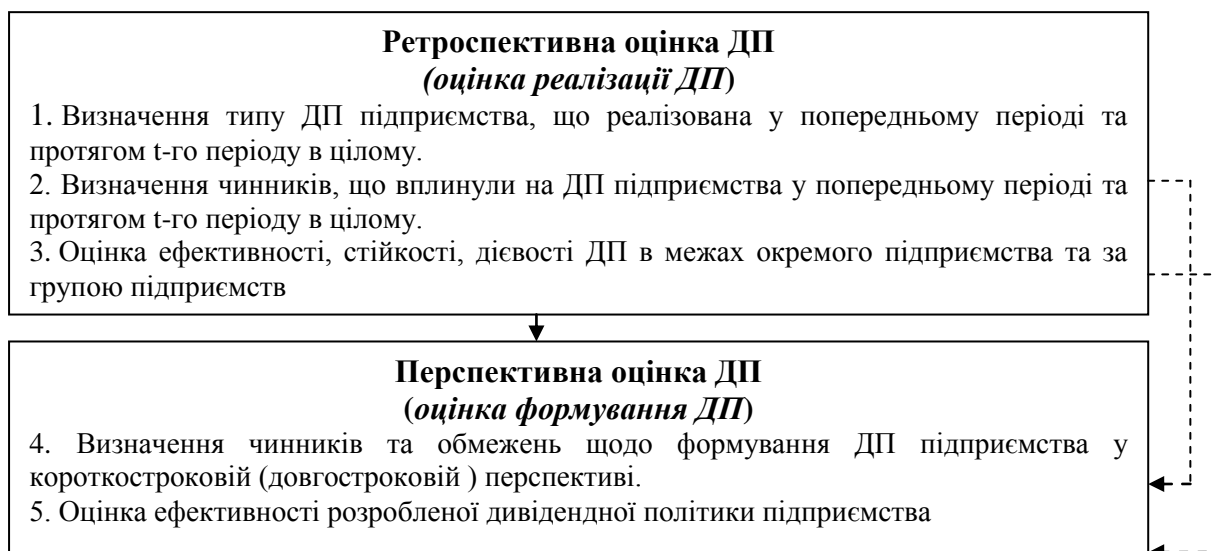 Ретроспективна оцінка ДП
(оцінка реалізації ДП)
1. Визначення типу ДП підприємства, що реалізована у попередньому періоді та
протягом t-го періоду в цілому.
2. Визначення чинників, що вплинули на ДП підприємства у попередньому періоді та
протягом t-го періоду в цілому.
3. Оцінка ефективності, стійкості, дієвості ДП в межах окремого підприємства та за
групою підприємств
Перспективна оцінка ДП
(оцінка формування ДП)
4. Визначення чинників та обмежень щодо формування ДП підприємства у
короткостроковій (довгостроковій ) перспективі.
5. Оцінка ефективності розробленої дивідендної політики підприємства